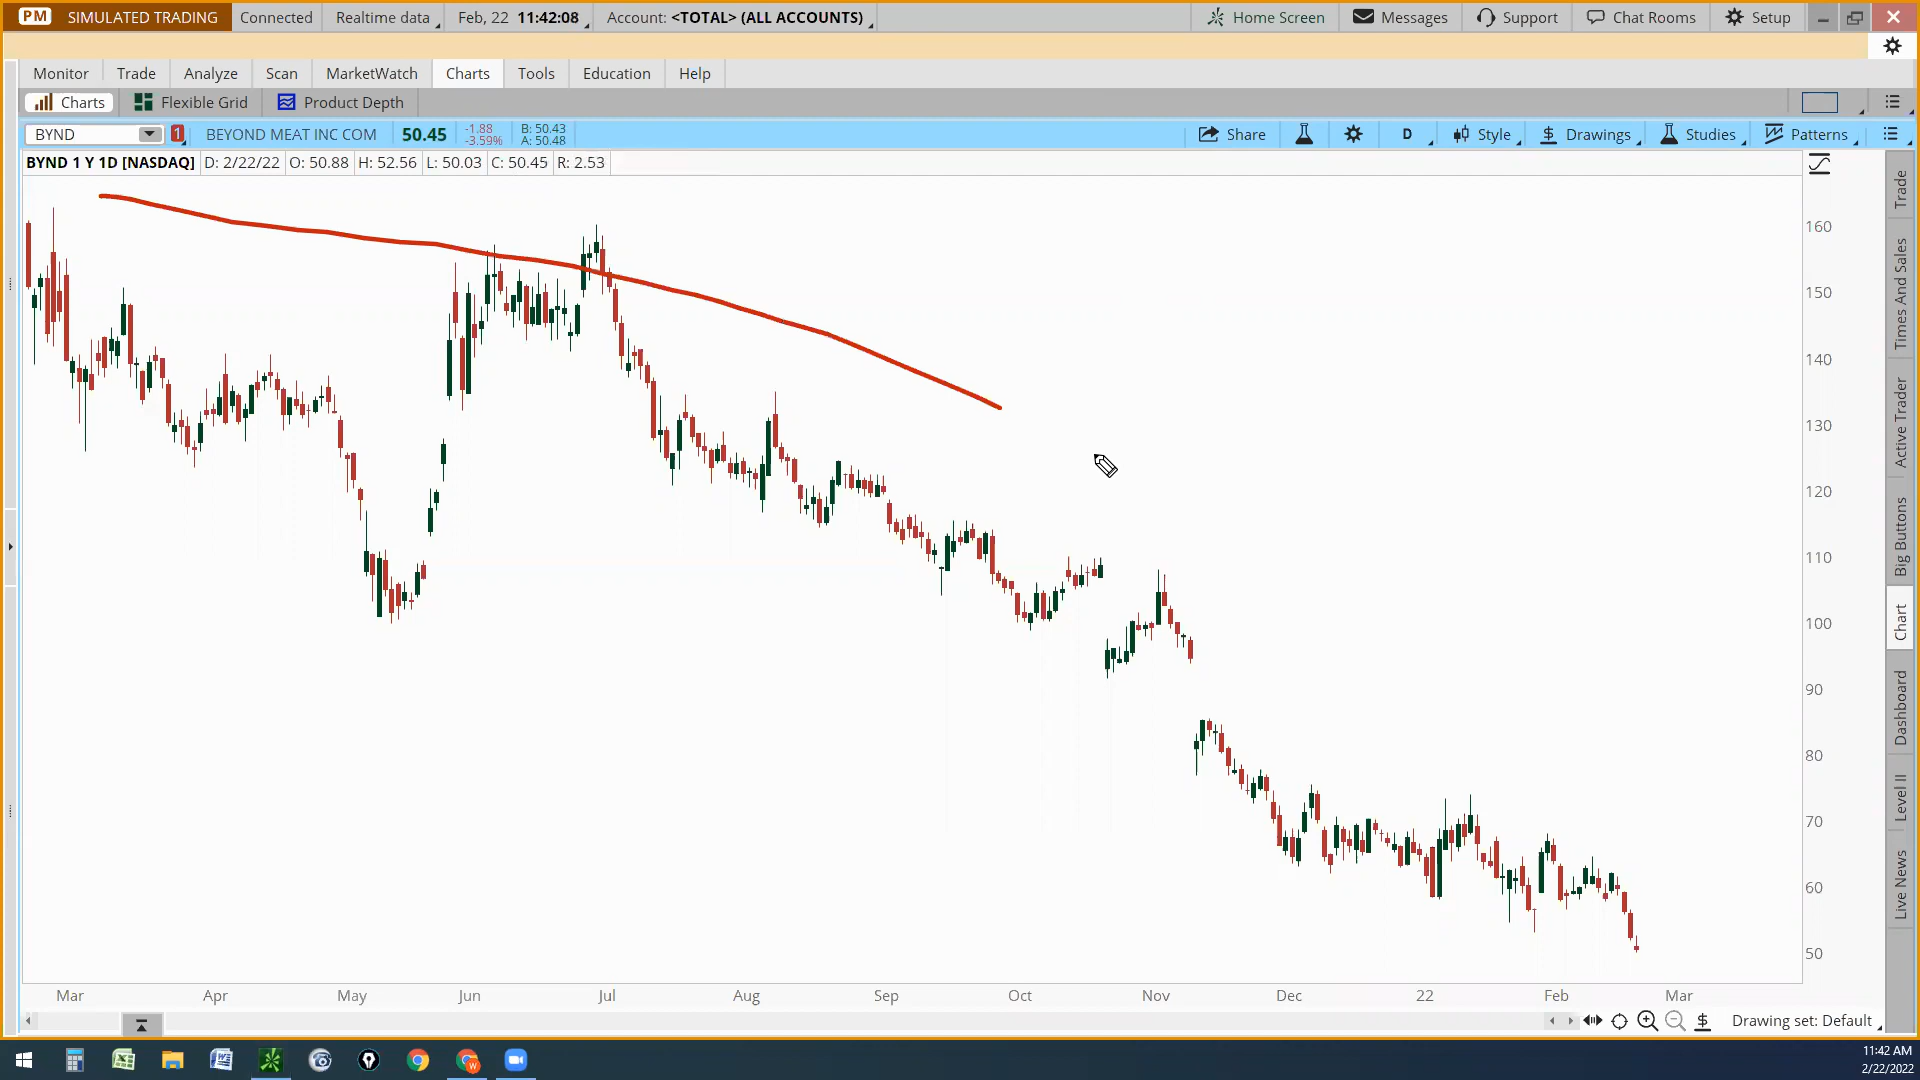 PM SIMULATED TRADING Connected Realtime data Feb, 22 11:42:08 Account: <TOTAL> (ALL ACCOUNTS) Home Screen Messages Support Chat Rooms Setup
Monitor Trade Analyze Scan MarketWatch Charts Tools Education Help
Charts Flexible Grid Product Depth
BYND 1 BEYOND MEAT INC COM 50.45 -1.88 -3.59% B: 50.43 A: 50.48 Share D Style $ Drawings Studies Patterns
BYND 1 Y 1D [NASDAQ] D: 2/22/22 O: 50.88 H: 52.56 L: 50.03 C: 50.45 R: 2.53
160
150
140
130
120
110
100
90
80
70
60
50
Mar Apr May Jun Jul Aug Sep Oct Nov Dec 22 Feb Mar
$ Drawing set: Default
Trade
Times And Sales
Active Trader
Big Buttons
Chart
Dashboard
Level II
Live News
11:42 AM
2/22/2022